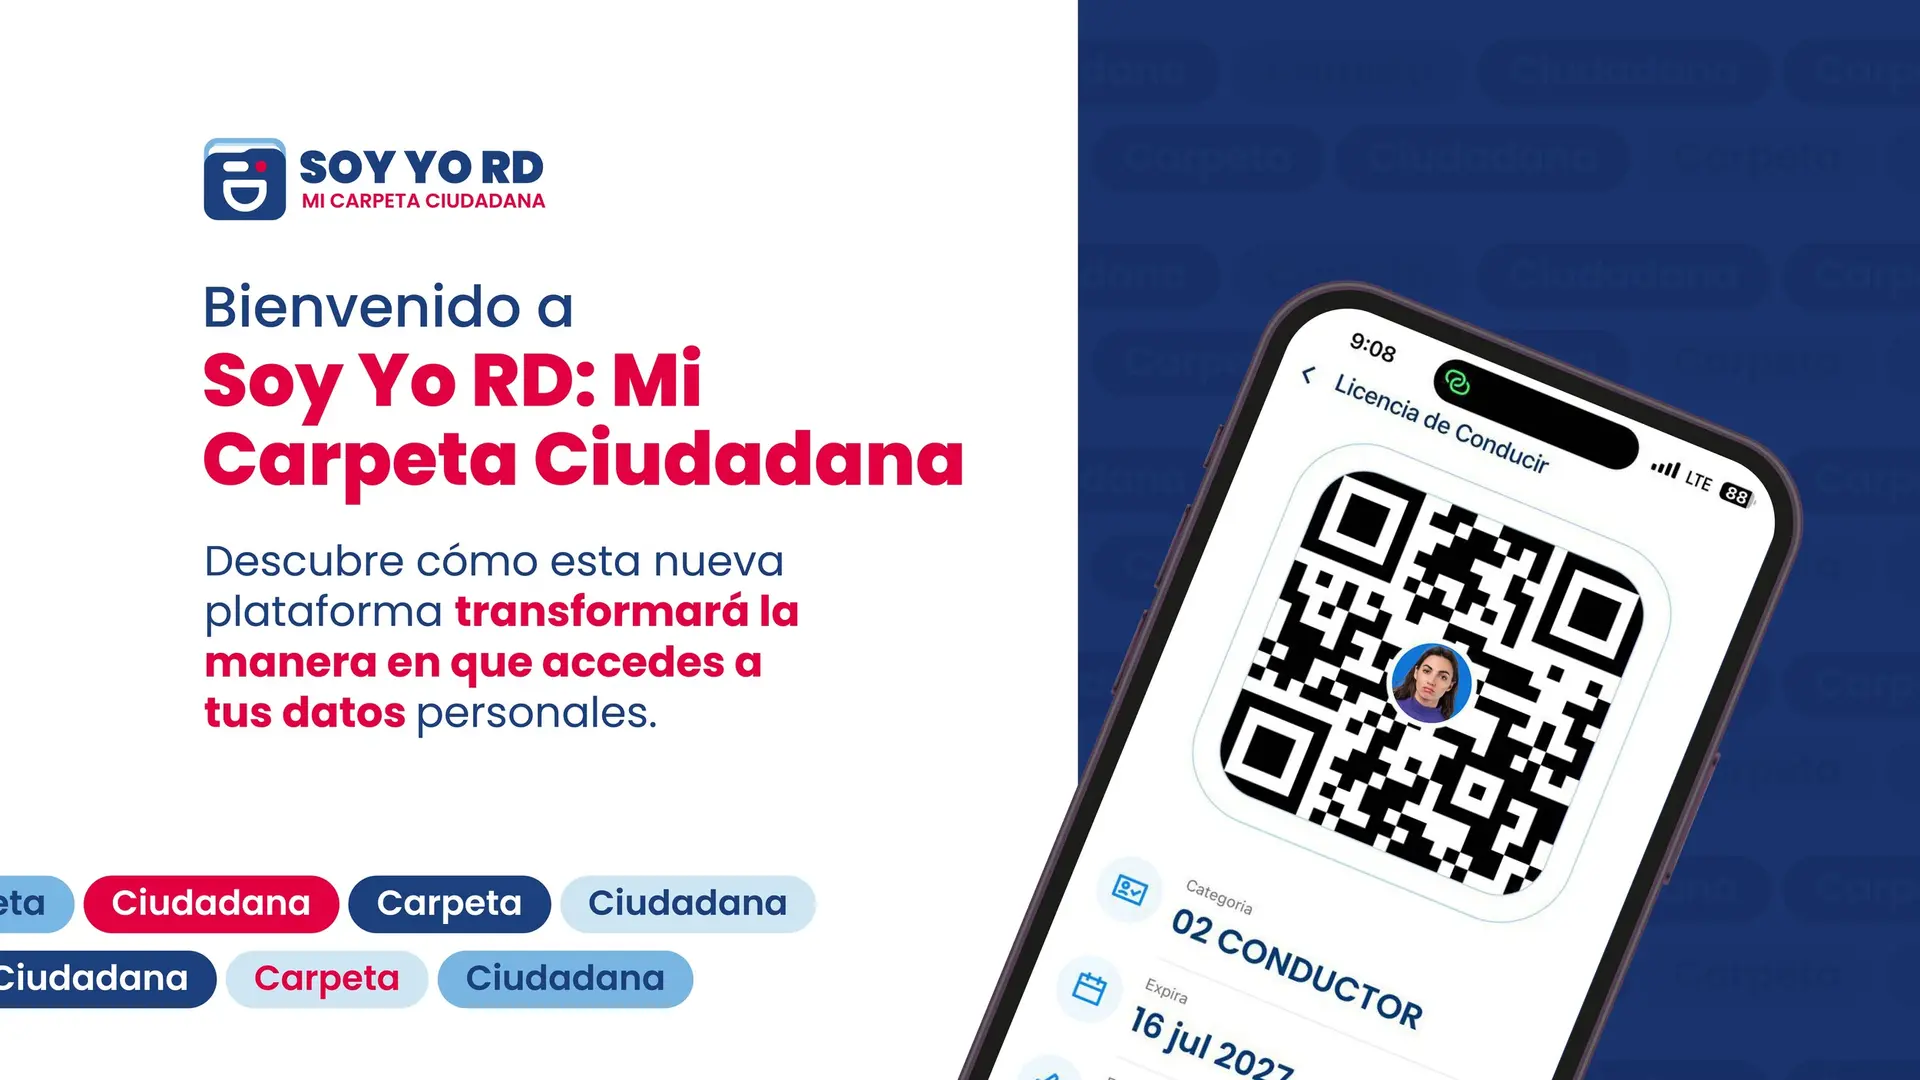 SOY YO RD
MI CARPETA CIUDADANA
Bienvenido a
Soy Yo RD: Mi
Carpeta Ciudadana
Descubre cómo esta nueva
plataforma transformará la
manera en que accedes a
tus datos personales.
eta Ciudadana Carpeta Ciudadana
Ciudadana Carpeta Ciudadana
9:08
LTE 88
Licencia de Conducir
Categoria
02 CONDUCTOR
Expira
16 jul 2027